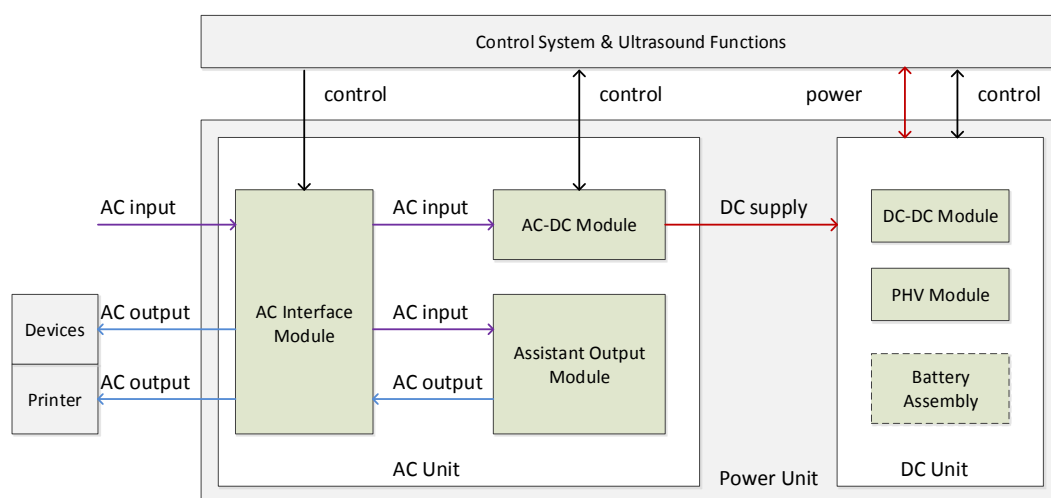 Control System & Ultrasound Functions
control
control
power
control
AC input
AC input
AC-DC Module
DC supply
DC-DC Module
PHV Module
Devices
AC output
AC Interface
Module
AC input
Assistant Output
Module
Printer
AC output
AC output
Battery
Assembly
AC Unit
Power Unit
DC Unit